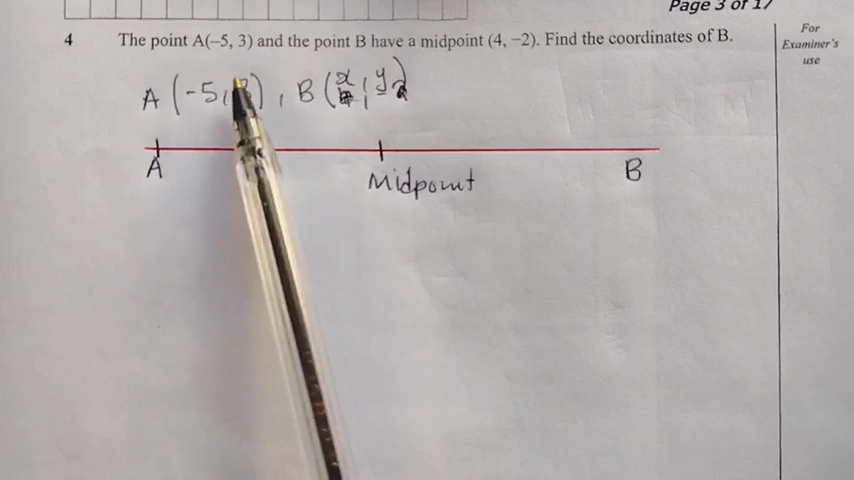 Page 3 of 17
For
Examiner's
use
4 The point A(–5, 3) and the point B have a midpoint (4, –2). Find the coordinates of B.
A (-5, 3), B (x, y)
A Midpoint B